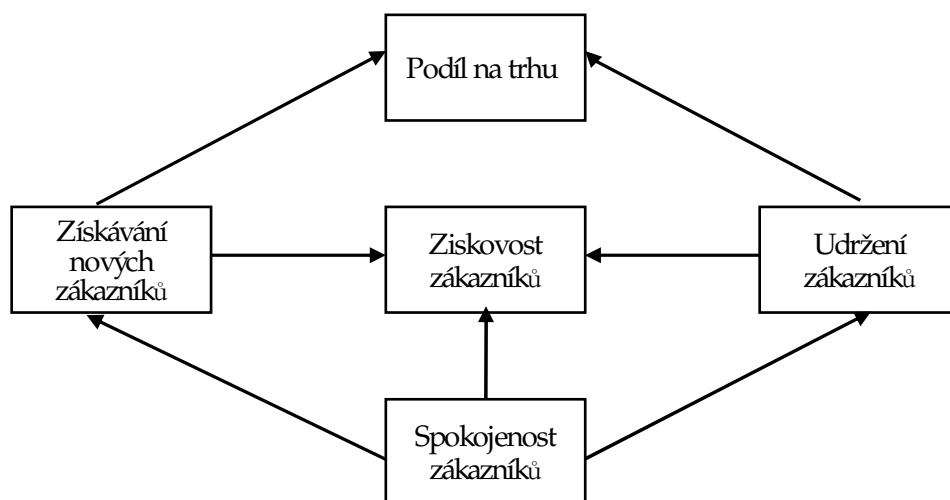 Podíl na trhu
Získávání
nových
zákazníků
Ziskovost
zákazníků
Udržení
zákazníků
Spokojenost
zákazníků